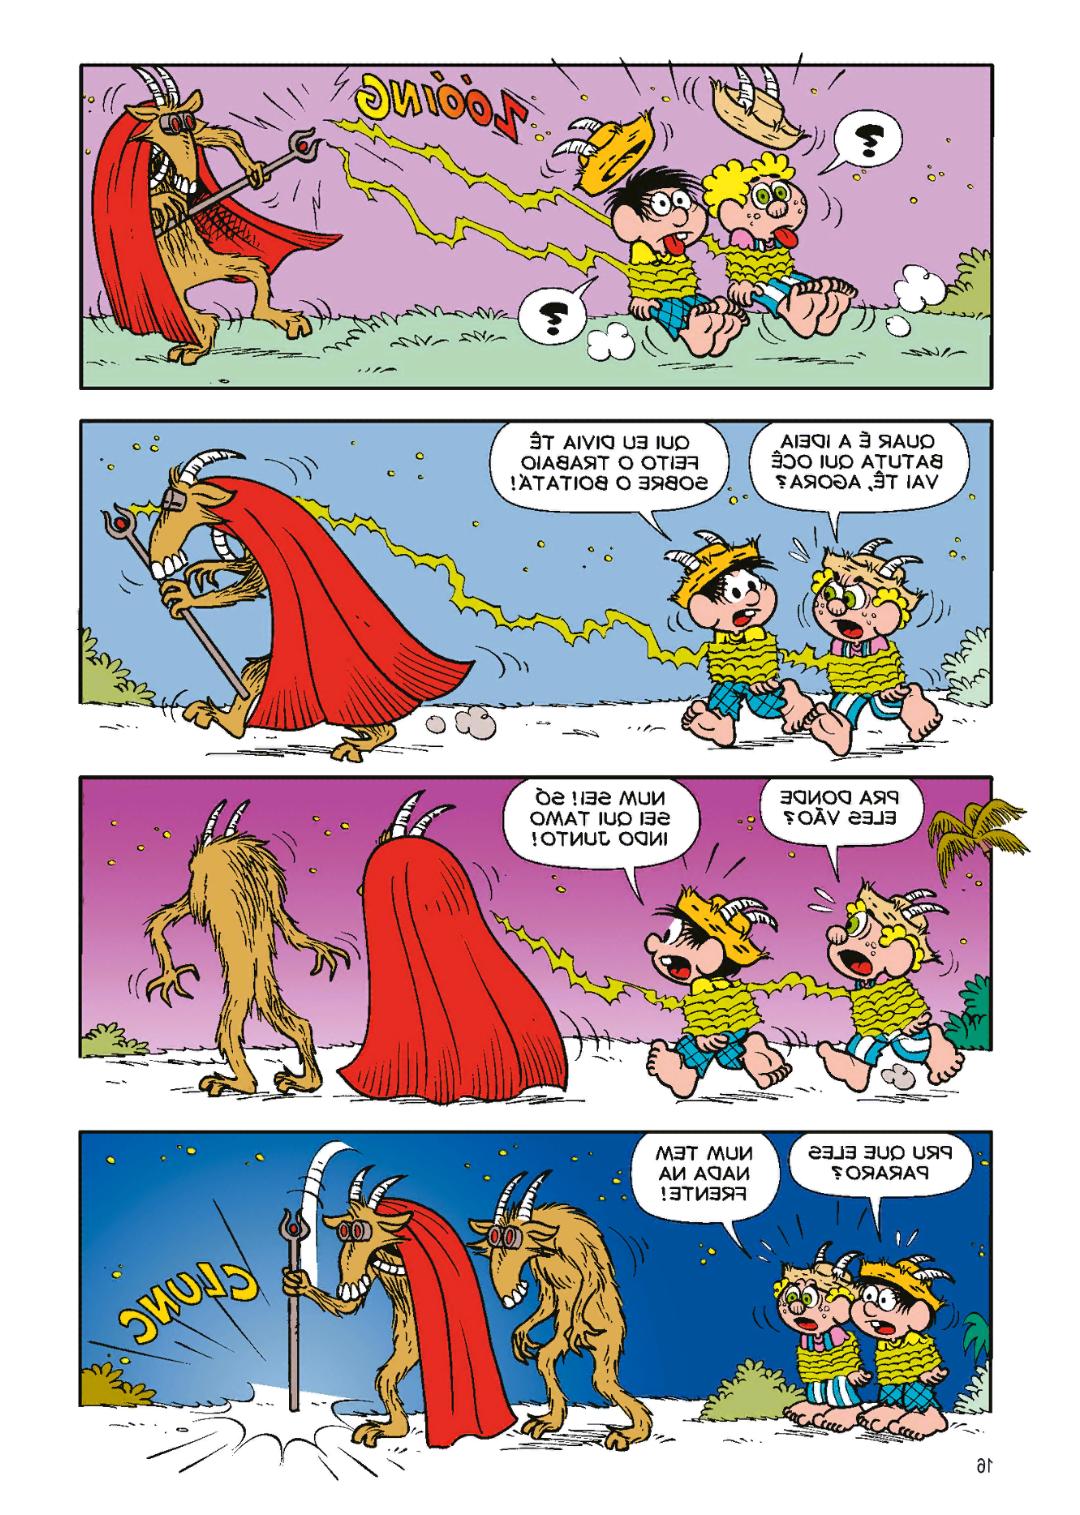 ?
?
ZÓÓING
QUAR É A IDEIA
BATUTA QUI OCÊ
VAI TÊ, AGORA?
QUI EU DIVIA TÊ
FEITO O TRABAIO
SOBRE O BOITATÁ!
PRA DONDE
ELES VÃO?
NUM SEI! SÓ
SEI QUI TAMO
INDO JUNTO!
PRU QUE ELES
PARARO?
NUM TEM
NADA NA
FRENTE!
CLUNC
16